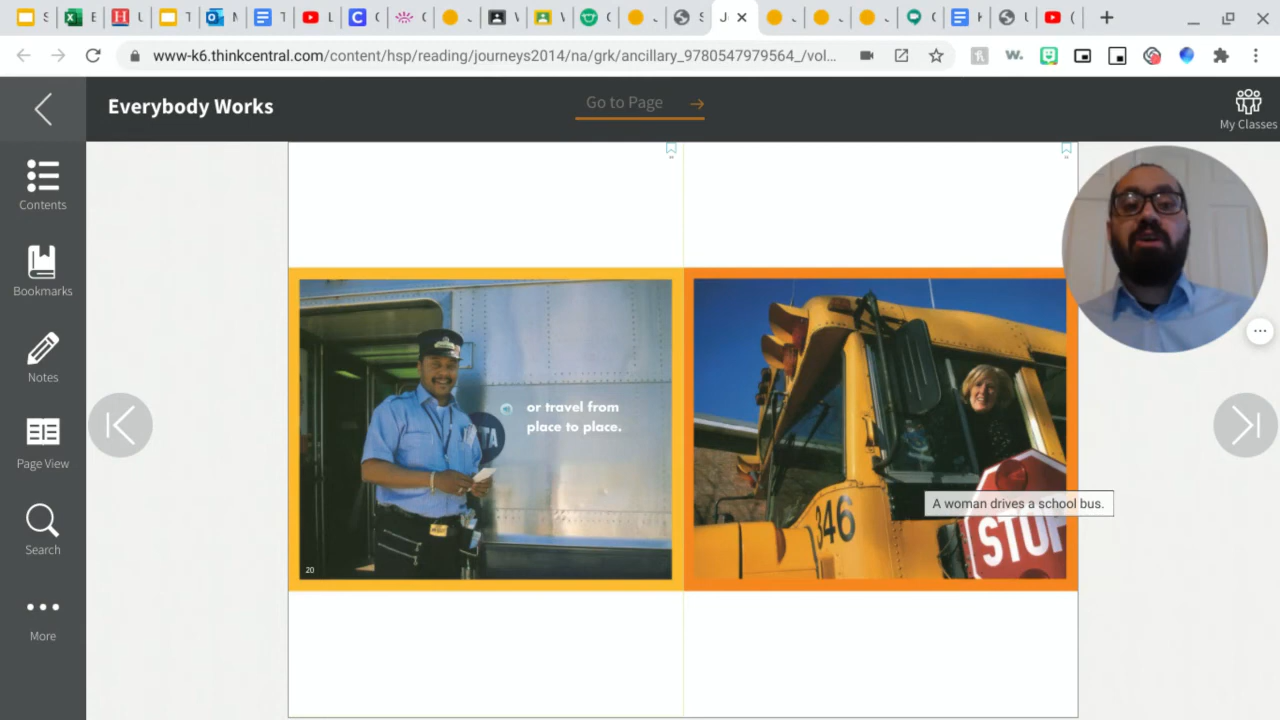 www-k6.thinkcentral.com/content/hsp/reading/journeys2014/na/grk/ancillary_9780547979564_/vol...
Everybody Works
Go to Page
My Classes
Contents
Bookmarks
Notes
Page View
Search
More
or travel from
place to place.
20
346
STOP
A woman drives a school bus.